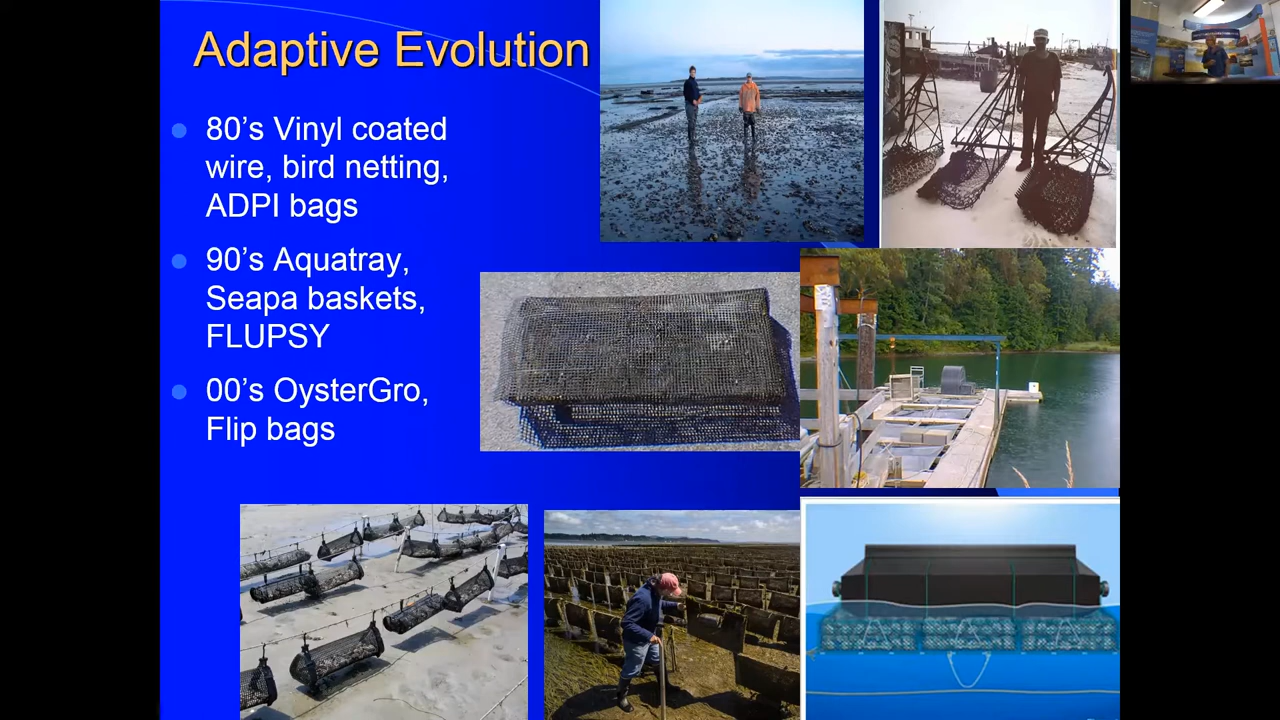 Adaptive Evolution
80's Vinyl coated
wire, bird netting,
ADPI bags
90's Aquatray,
Seapa baskets,
FLUPSY
00's OysterGro,
Flip bags